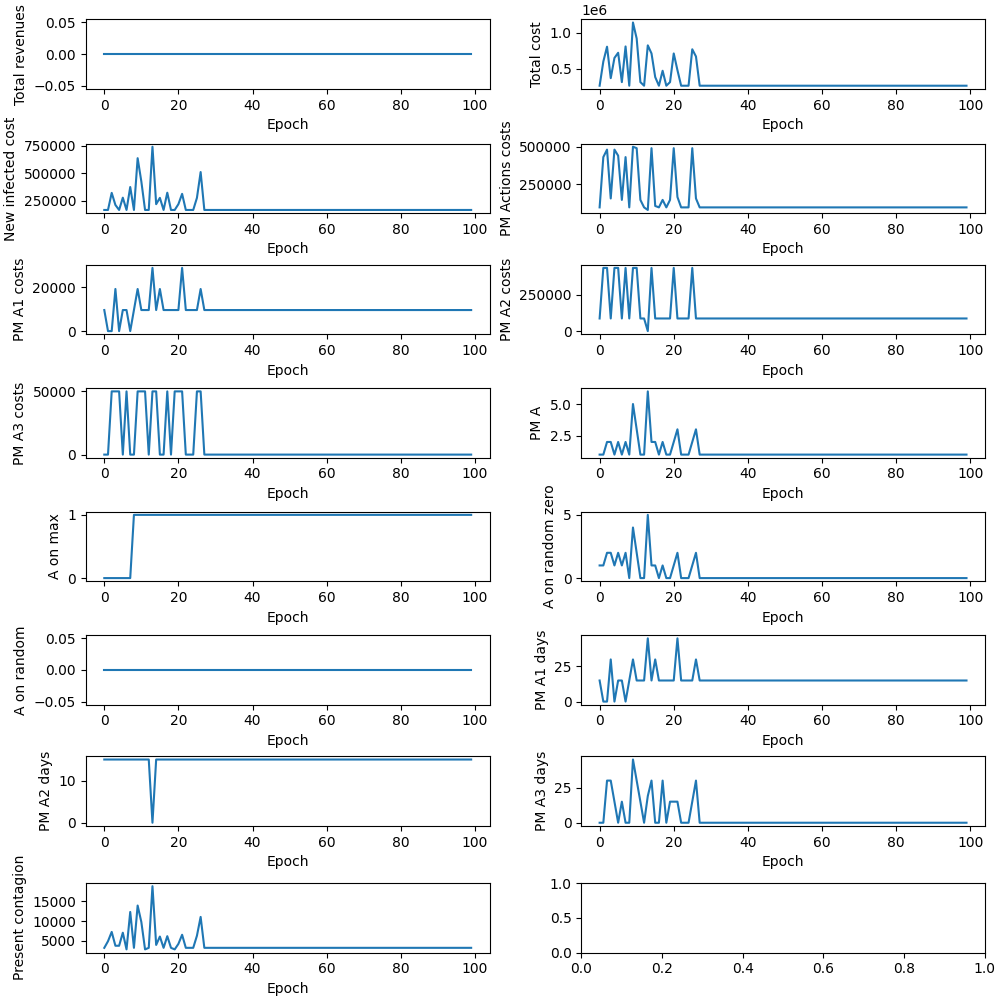 Total revenues
0.05
0.00
−0.05
0 20 40 60 80 100
Epoch
1e6
Total cost
1.0
0.5
0 20 40 60 80 100
Epoch
New infected cost
750000
500000
250000
0 20 40 60 80 100
Epoch
PM Actions costs
500000
250000
0 20 40 60 80 100
Epoch
PM A1 costs
20000
0
0 20 40 60 80 100
Epoch
PM A2 costs
250000
0
0 20 40 60 80 100
Epoch
PM A3 costs
50000
0
0 20 40 60 80 100
Epoch
PM A
5.0
2.5
0 20 40 60 80 100
Epoch
A on max
1
0
0 20 40 60 80 100
Epoch
A on random zero
5
0
0 20 40 60 80 100
Epoch
A on random
0.05
0.00
−0.05
0 20 40 60 80 100
Epoch
PM A1 days
25
0
0 20 40 60 80 100
Epoch
PM A2 days
10
0
0 20 40 60 80 100
Epoch
PM A3 days
25
0
0 20 40 60 80 100
Epoch
Present contagion
15000
10000
5000
0 20 40 60 80 100
Epoch
1.0
0.5
0.0
0.0 0.2 0.4 0.6 0.8 1.0